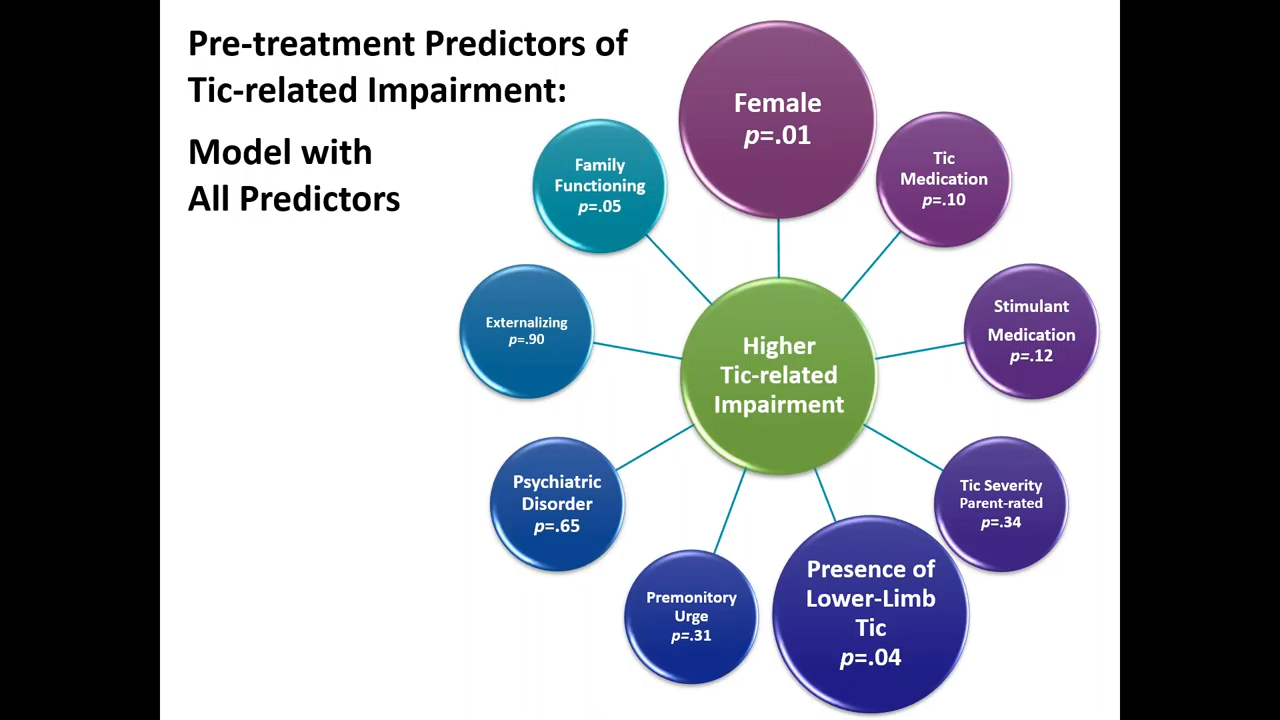 Pre-treatment Predictors of
Tic-related Impairment:
Model with
All Predictors
Female
p=.01
Tic
Medication
p=.10
Stimulant
Medication
p=.12
Tic Severity
Parent-rated
p=.34
Presence of
Lower-Limb
Tic
p=.04
Premonitory
Urge
p=.31
Psychiatric
Disorder
p=.65
Externalizing
p=.90
Family
Functioning
p=.05
Higher
Tic-related
Impairment